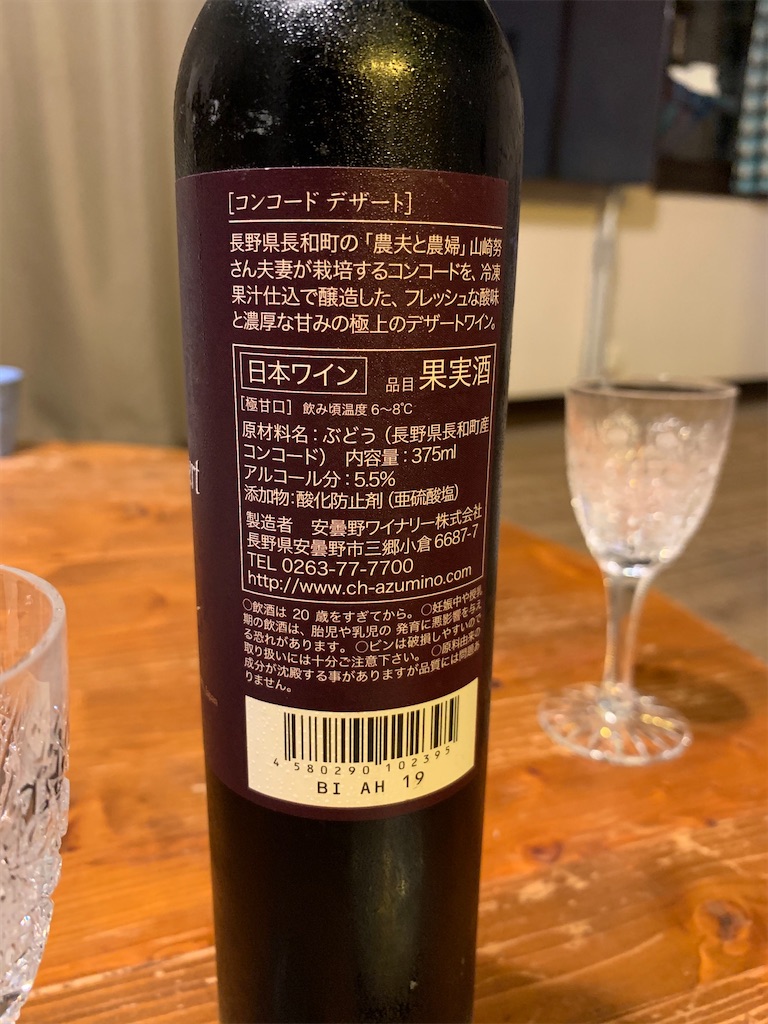 [コンコード デザート]
長野県長和町の「農夫と農婦」山崎努
さん夫妻が栽培するコンコードを、冷凍
果汁仕込で醸造した、フレッシュな酸味
と濃厚な甘みの極上のデザートワイン。
日本ワイン 品目 果実酒
[極甘口] 飲み頃温度 6〜8℃
原材料名：ぶどう（長野県長和町産
コンコード） 内容量：375ml
アルコール分：5.5%
添加物：酸化防止剤（亜硫酸塩）
製造者 安曇野ワイナリー株式会社
長野県安曇野市三郷小倉6687-7
TEL 0263-77-7700
http://www.ch-azumino.com
○飲酒は 20 歳をすぎてから。○妊娠中や授乳
期の飲酒は、胎児や乳児の 発育に悪影響を与え
る恐れがあります。○ビンは破損しやすいので
取り扱いには十分ご注意下さい。○原料由来の
成分が沈殿する事がありますが品質には問題あ
りません。
4 580290 102395
BI AH 19